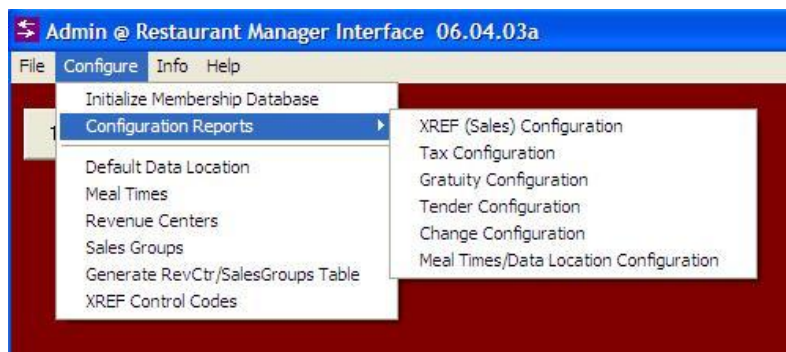 Admin @ Restaurant Manager Interface 06.04.03a
File Configure Info Help
Initialize Membership Database
Configuration Reports
Default Data Location
Meal Times
Revenue Centers
Sales Groups
Generate RevCtr/SalesGroups Table
XREF Control Codes
XREF (Sales) Configuration
Tax Configuration
Gratuity Configuration
Tender Configuration
Change Configuration
Meal Times/Data Location Configuration